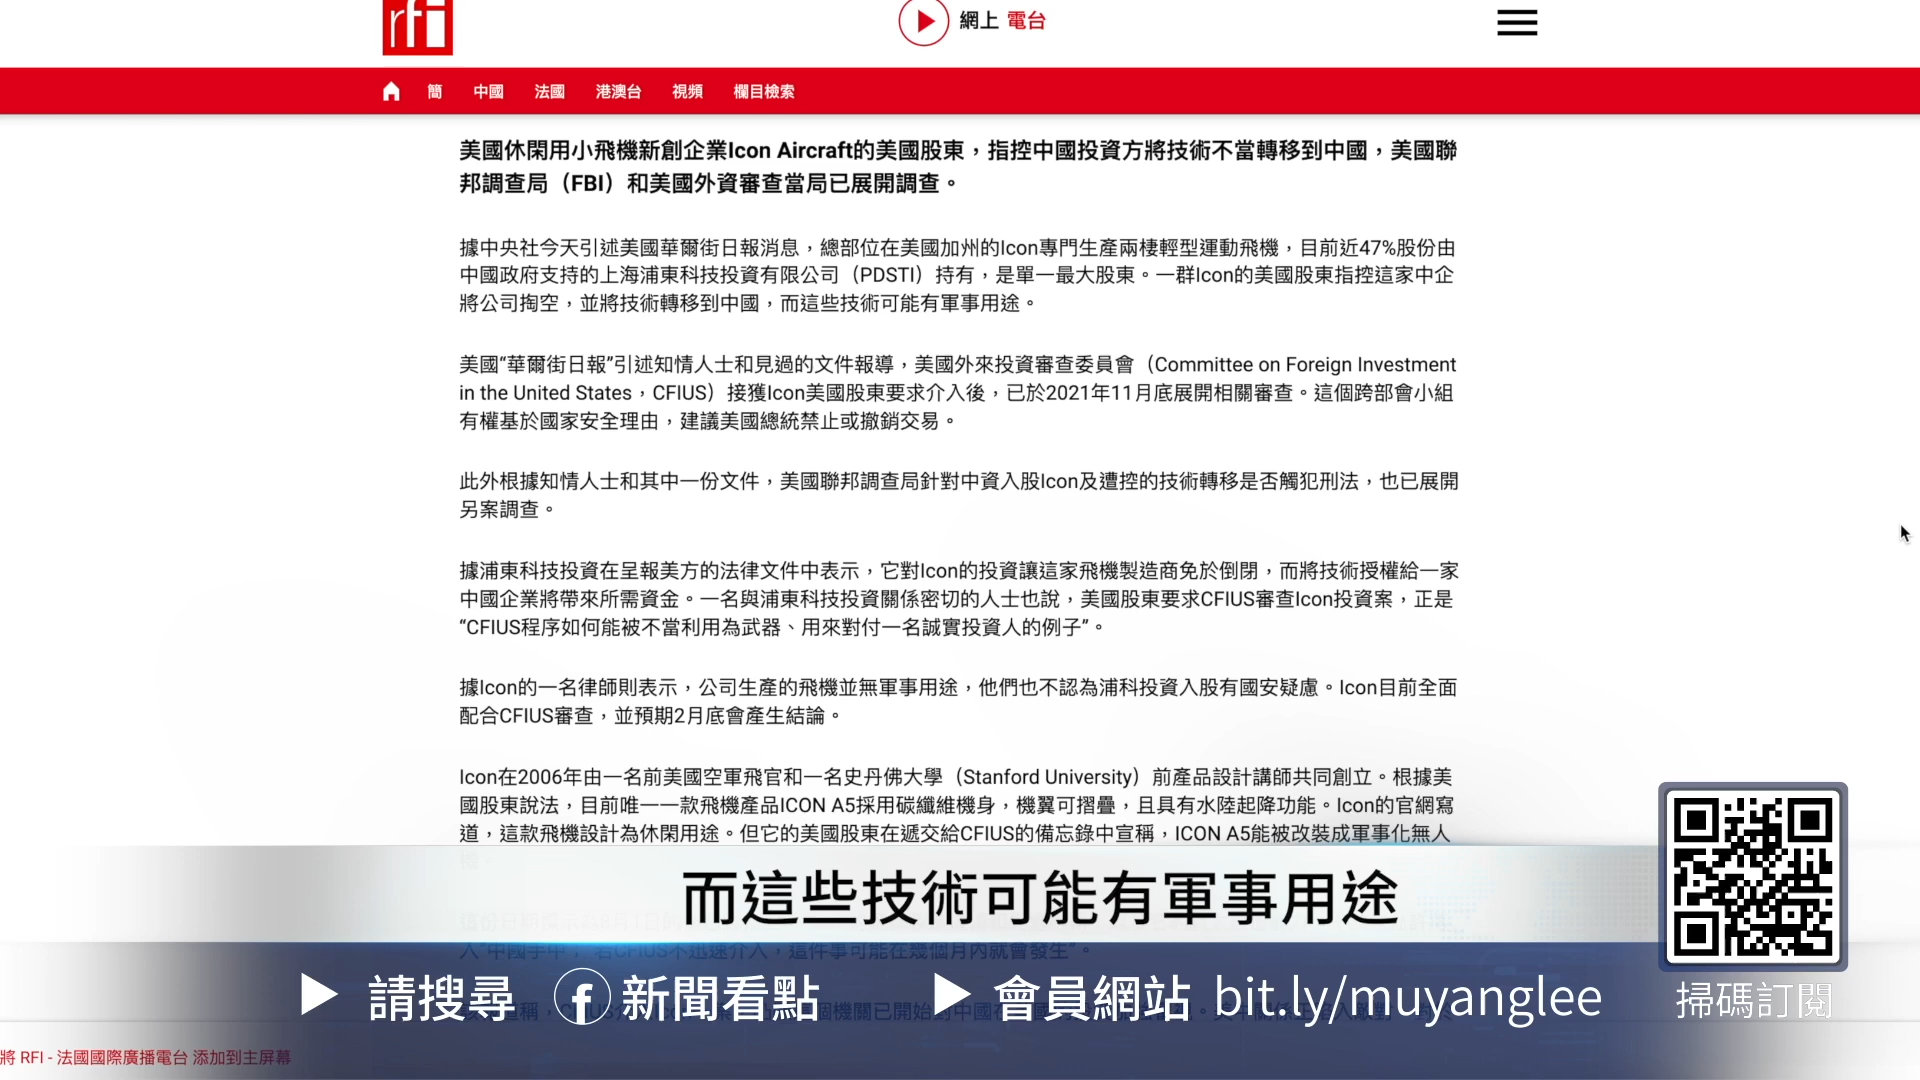 rfi
網上 電台
簡 中國 法國 港澳台 視頻 欄目檢索
美國休閑用小飛機新創企業Icon Aircraft的美國股東，指控中國投資方將技術不當轉移到中國，美國聯
邦調查局（FBI）和美國外資審查當局已展開調查。
據中央社今天引述美國華爾街日報消息，總部位在美國加州的Icon專門生產兩棲輕型運動飛機，目前近47%股份由
中國政府支持的上海浦東科技投資有限公司（PDSTI）持有，是單一最大股東。一群Icon的美國股東指控這家中企
將公司掏空，並將技術轉移到中國，而這些技術可能有軍事用途。
美國“華爾街日報”引述知情人士和見過的文件報導，美國外來投資審查委員會（Committee on Foreign Investment
in the United States，CFIUS）接獲Icon美國股東要求介入後，已於2021年11月底展開相關審查。這個跨部會小組
有權基於國家安全理由，建議美國總統禁止或撤銷交易。
此外根據知情人士和其中一份文件，美國聯邦調查局針對中資入股Icon及遭控的技術轉移是否觸犯刑法，也已展開
另案調查。
據浦東科技投資在呈報美方的法律文件中表示，它對Icon的投資讓這家飛機製造商免於倒閉，而將技術授權給一家
中國企業將帶來所需資金。一名與浦東科技投資關係密切的人士也說，美國股東要求CFIUS審查Icon投資案，正是
“CFIUS程序如何能被不當利用為武器、用來對付一名誠實投資人的例子”。
據Icon的一名律師則表示，公司生產的飛機並無軍事用途，他們也不認為浦科投資入股有國安疑慮。Icon目前全面
配合CFIUS審查，並預期2月底會產生結論。
Icon在2006年由一名前美國空軍飛官和一名史丹佛大學（Stanford University）前產品設計講師共同創立。根據美
國股東說法，目前唯一一款飛機產品ICON A5採用碳纖維機身，機翼可摺疊，且具有水陸起降功能。Icon的官網寫
道，這款飛機設計為休閑用途。但它的美國股東在遞交給CFIUS的備忘錄中宣稱，ICON A5能被改裝成軍事化無人
而這些技術可能有軍事用途
入“中國手中，若CFIUS不迅速介入，這件事可能在幾個月內就會發生”。
請搜尋 新聞看點 會員網站 bit.ly/muyanglee
掃碼訂閱
將 RFI - 法國國際廣播電台 添加到主屏幕